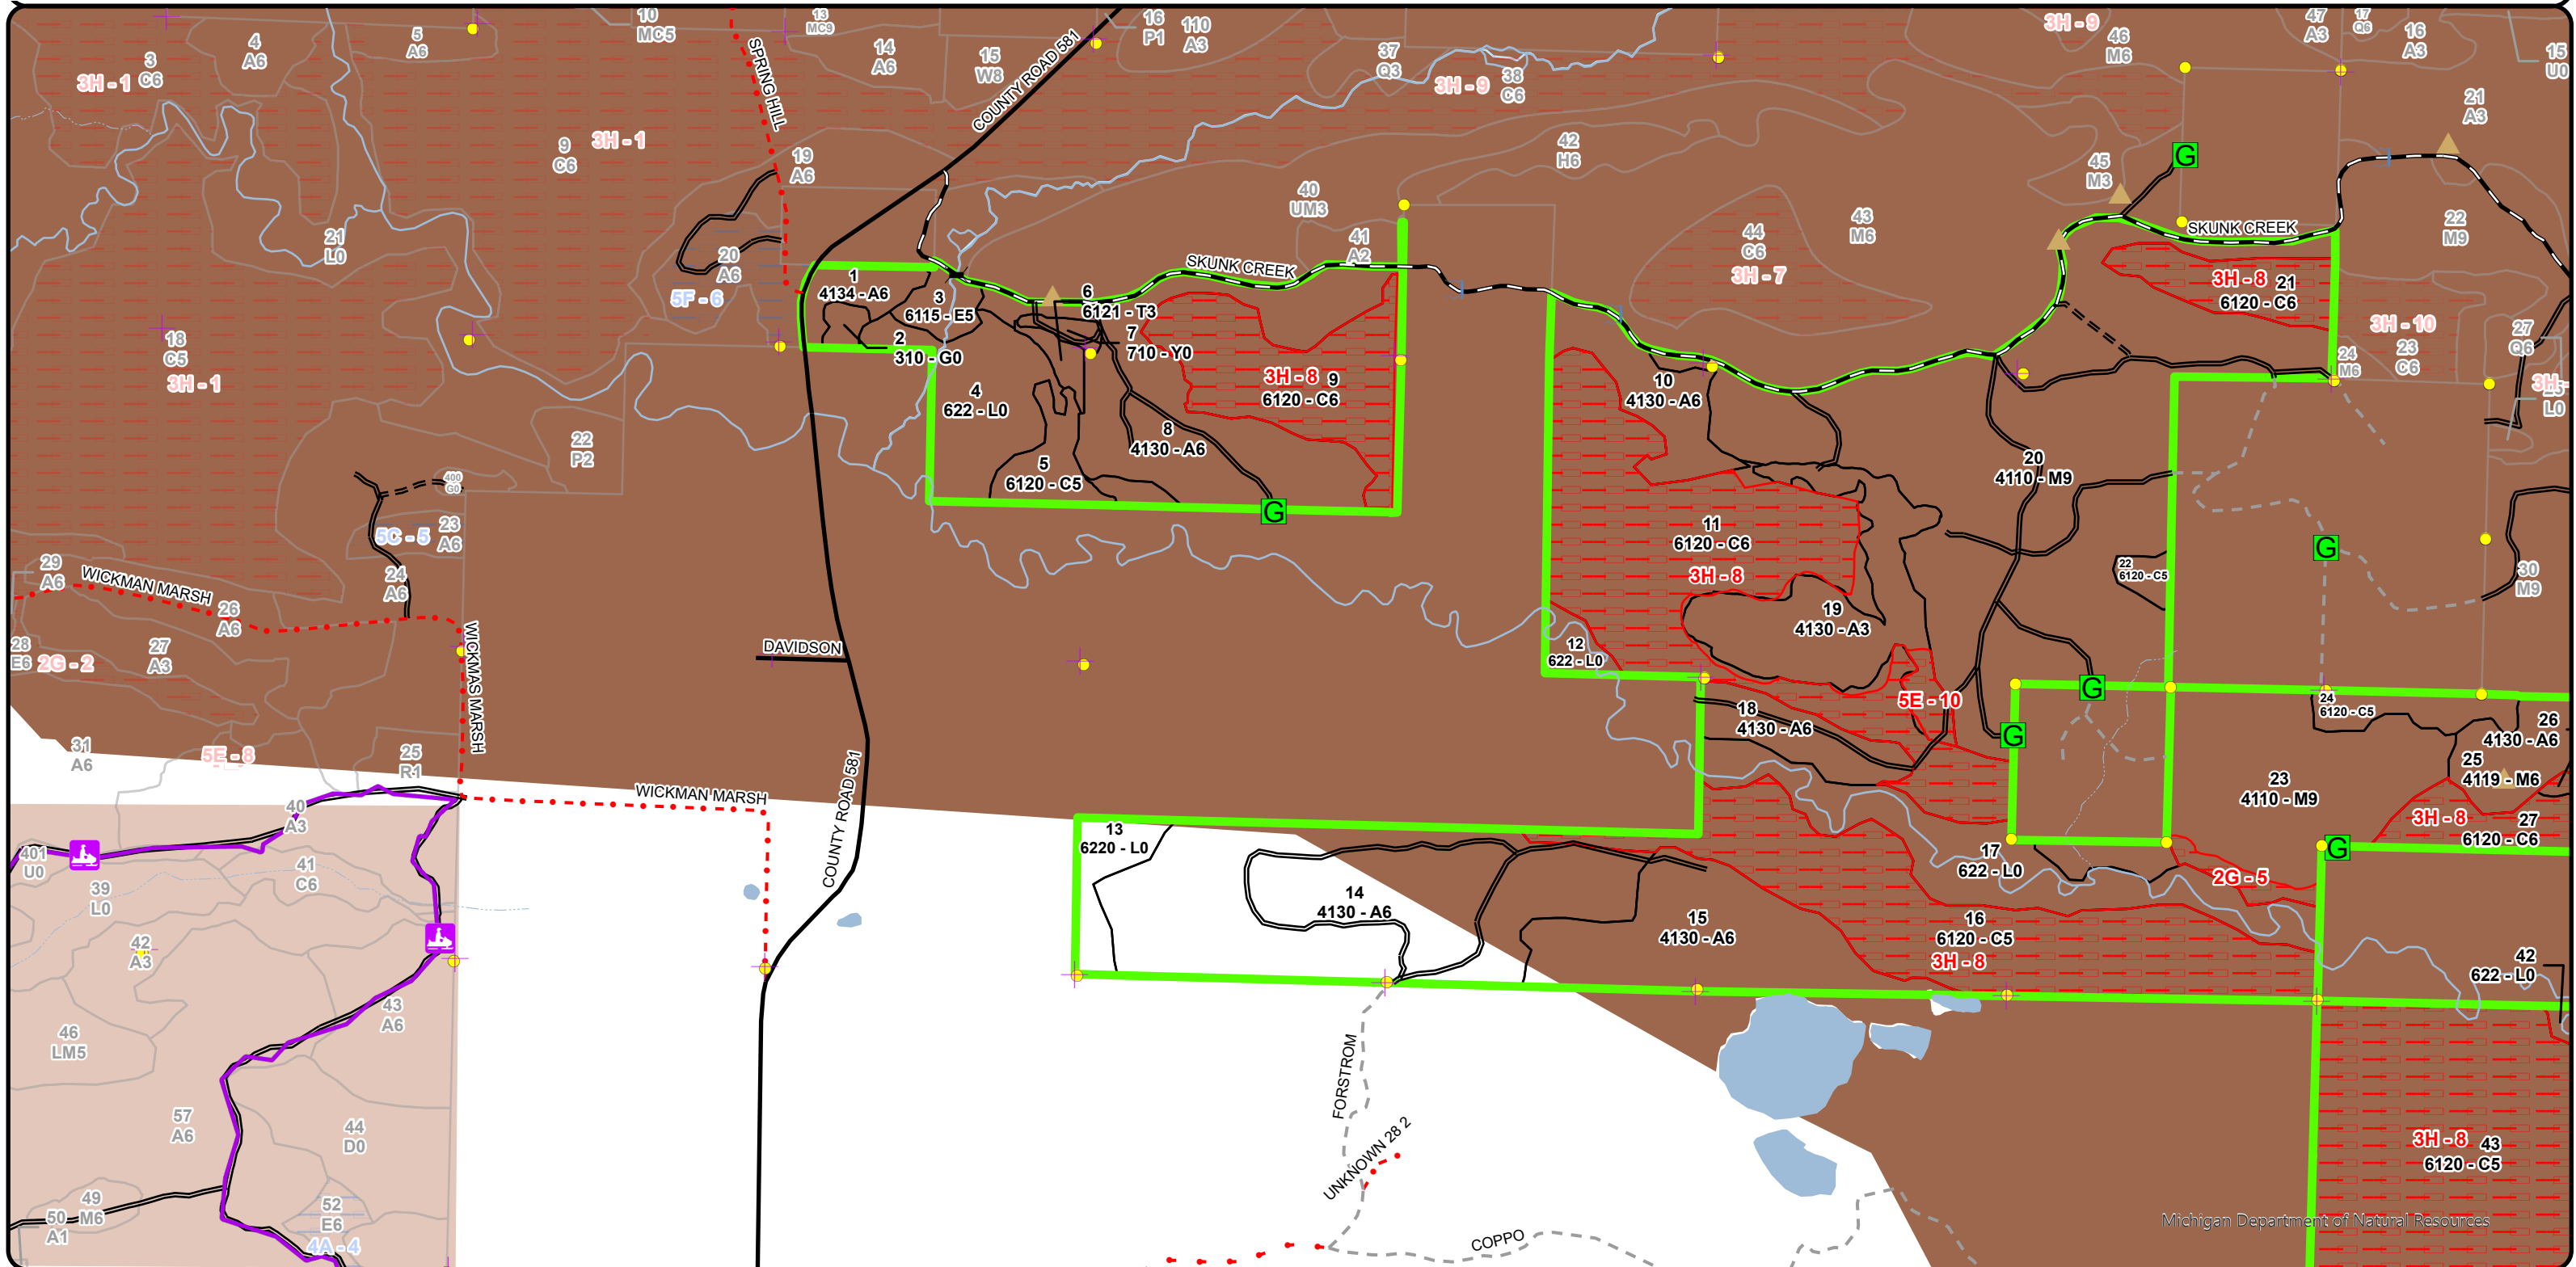 10
MC5
13
MC9
16
P1
110
A3
47
A3
17
Q6
16
A3
15
U0
3
C6
3H - 1
4
A6
5
A6
SPRING HILL
14
A6
15
W8
COUNTY ROAD 581
37
Q3
3H - 9
38
C6
3H - 9
46
M6
21
A3
9
C6
3H - 1
19
A6
42
H6
45
M3
G
21
L0
20
A6
5F - 6
40
UM3
41
A2
44
C6
3H - 7
43
M6
SKUNK CREEK
22
M9
1
4134 - A6
3
6115 - E5
SKUNK CREEK
6
6121 - T3
7
710 - Y0
2
310 - G0
3H - 8 21
6120 - C6
3H - 10
23
C6
24
M6
27
Q6
3H -
L0
18
C5
3H - 1
4
622 - L0
3H - 8 9
6120 - C6
8
4130 - A6
5
6120 - C5
G
10
4130 - A6
20
4110 - M9
22
P2
400
G0
23
A6
5C - 5
24
A6
11
6120 - C6
3H - 8
22
6120 - C5
G
30
M9
29
A6
WICKMAN MARSH
26
A6
28
E6
2G - 2
27
A3
WICKMAS MARSH
DAVIDSON
12
622 - L0
19
4130 - A3
5E - 10
G
18
4130 - A6
G
24
6120 - C5
26
4130 - A6
25
4119 - M6
23
4110 - M9
3H - 8 27
6120 - C6
31
A6
5E - 8
25
R1
WICKMAN MARSH
COUNTY ROAD 581
40
A3
401
U0
39
L0
41
C6
13
6220 - L0
14
4130 - A6
15
4130 - A6
17
622 - L0
G
2G - 5
16
6120 - C5
3H - 8
42
622 - L0
42
A3
43
A6
46
LM5
57
A6
44
D0
FORSTROM
UNKNOWN 28 2
COPPO
3H - 8 43
6120 - C5
49
M6
50
A1
52
E6
4A - 4
Michigan Department of Natural Resources